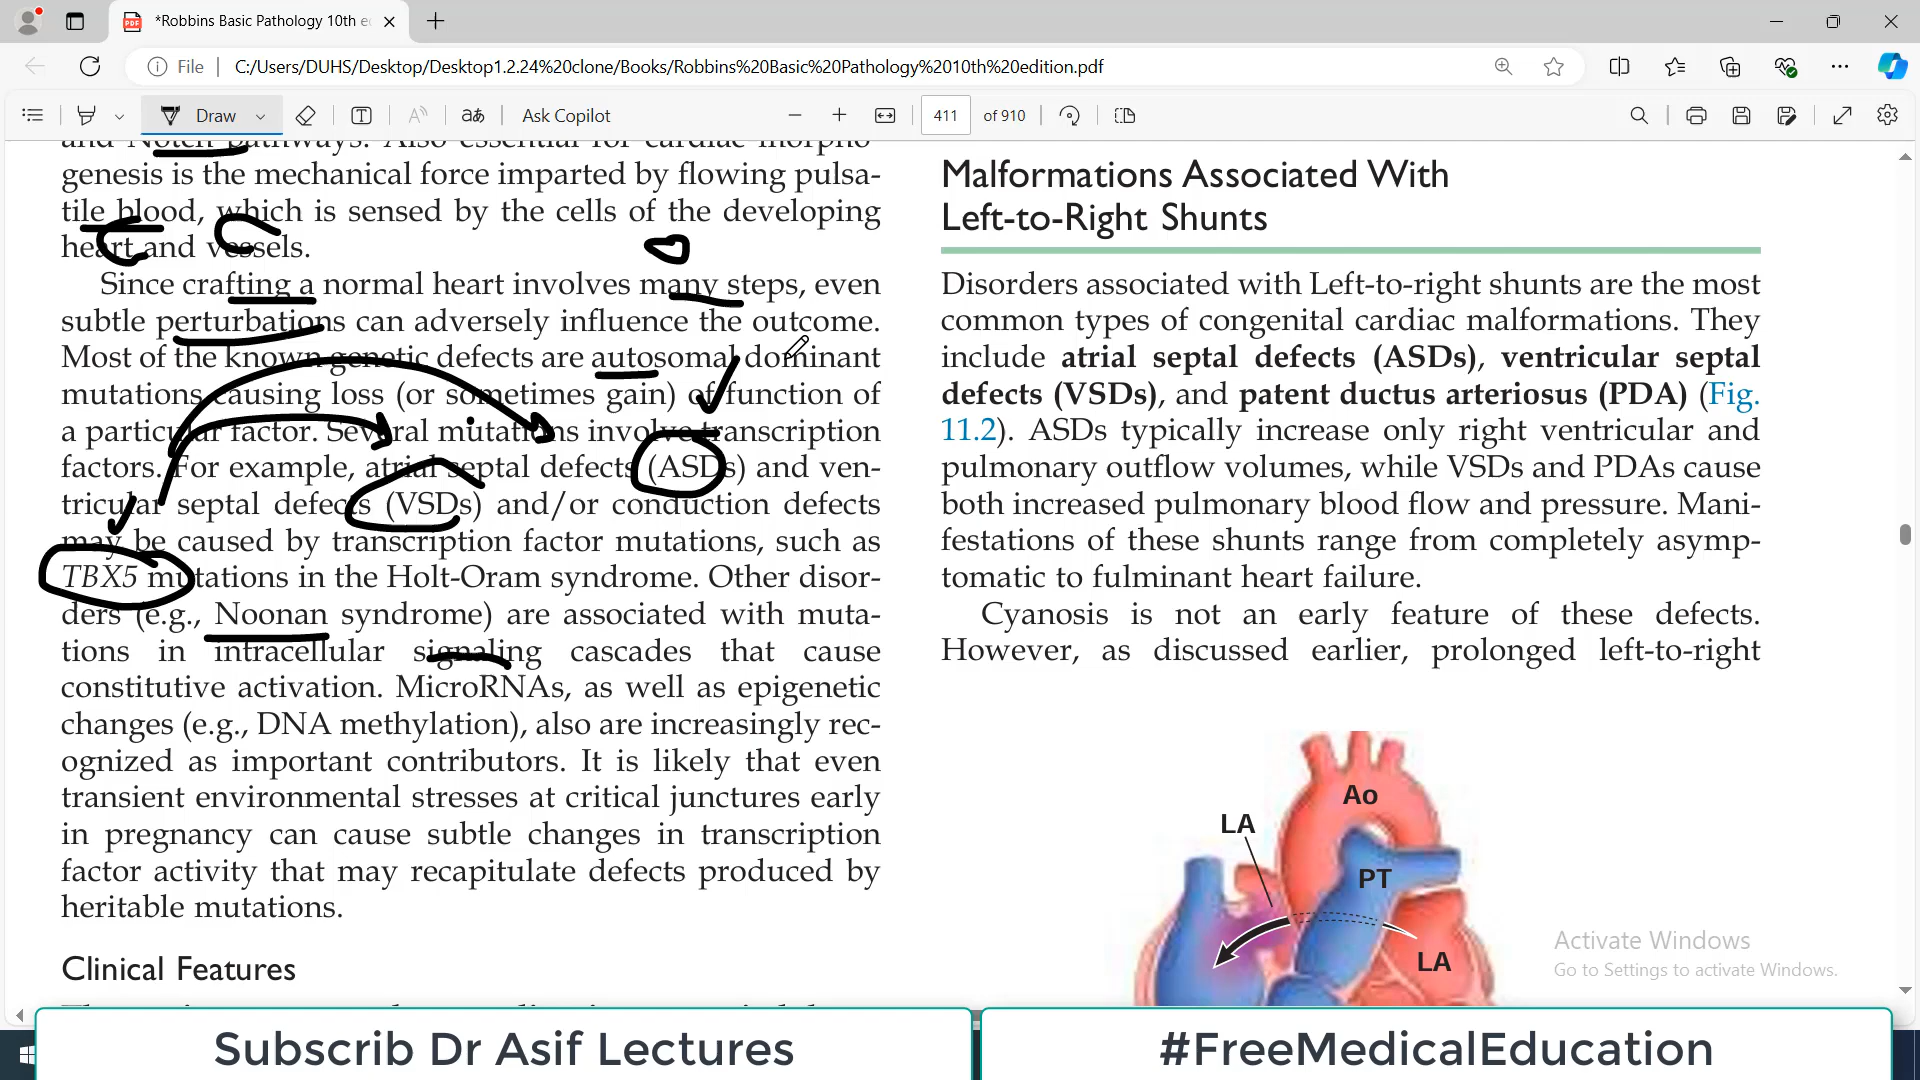 *Robbins Basic Pathology 10th e
File
C:/Users/DUHS/Desktop/Desktop1.2.24%20clone/Books/Robbins%20Basic%20Pathology%2010th%20edition.pdf
Draw
Ask Copilot
411 of 910
and Notch pathways. Also essential for cardiac morpho-
genesis is the mechanical force imparted by flowing pulsa-
tile blood, which is sensed by the cells of the developing
heart and vessels.
Since crafting a normal heart involves many steps, even
subtle perturbations can adversely influence the outcome.
Most of the known genetic defects are autosomal dominant
mutations causing loss (or sometimes gain) of function of
a particular factor. Several mutations involve transcription
factors. For example, atrial septal defects (ASDs) and ven-
tricular septal defects (VSDs) and/or conduction defects
may be caused by transcription factor mutations, such as
TBX5 mutations in the Holt-Oram syndrome. Other disor-
ders (e.g., Noonan syndrome) are associated with muta-
tions in intracellular signaling cascades that cause
constitutive activation. MicroRNAs, as well as epigenetic
changes (e.g., DNA methylation), also are increasingly rec-
ognized as important contributors. It is likely that even
transient environmental stresses at critical junctures early
in pregnancy can cause subtle changes in transcription
factor activity that may recapitulate defects produced by
heritable mutations.
Clinical Features
Malformations Associated With
Left-to-Right Shunts
Disorders associated with Left-to-right shunts are the most
common types of congenital cardiac malformations. They
include atrial septal defects (ASDs), ventricular septal
defects (VSDs), and patent ductus arteriosus (PDA) (Fig.
11.2). ASDs typically increase only right ventricular and
pulmonary outflow volumes, while VSDs and PDAs cause
both increased pulmonary blood flow and pressure. Mani-
festations of these shunts range from completely asymp-
tomatic to fulminant heart failure.
Cyanosis is not an early feature of these defects.
However, as discussed earlier, prolonged left-to-right
Ao
LA
PT
LA
Activate Windows
Go to Settings to activate Windows.
Subscrib Dr Asif Lectures
#FreeMedicalEducation